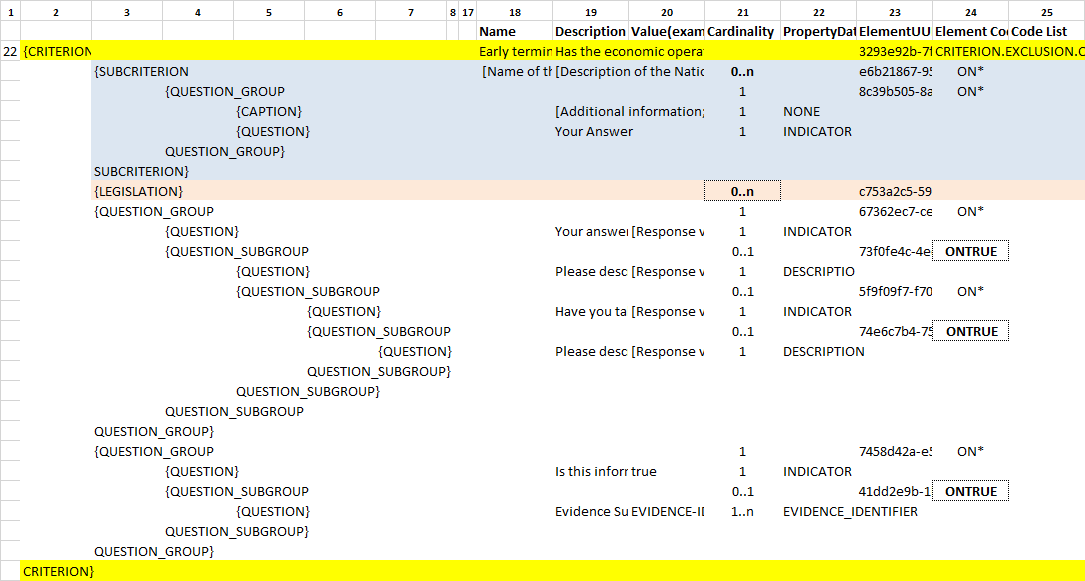 1 2 3 4 5 6 7 8 17 18 19 20 21 22 23 24 25
Name Description Value(exam Cardinality PropertyDat ElementUU Element Co Code List
22 {CRITERION Early termin Has the economic opera 3293e92b-7f CRITERION.EXCLUSION.C
{SUBCRITERION [Name of th [Description of the Natio 0..n e6b21867-95 ON*
{QUESTION_GROUP 1 8c39b505-8a ON*
{CAPTION} [Additional information; 1 NONE
{QUESTION} Your Answer 1 INDICATOR
QUESTION_GROUP}
SUBCRITERION}
{LEGISLATION} 0..n c753a2c5-59
{QUESTION_GROUP 1 67362ec7-ce ON*
{QUESTION} Your answer [Response v 1 INDICATOR
{QUESTION_SUBGROUP 0..1 73f0fe4c-4e ONTRUE
{QUESTION} Please desc [Response v 1 DESCRIPTIO
{QUESTION_SUBGROUP 0..1 5f9f09f7-f70 ON*
{QUESTION} Have you ta [Response v 1 INDICATOR
{QUESTION_SUBGROUP 0..1 74e6c7b4-75 ONTRUE
{QUESTION} Please desc [Response v 1 DESCRIPTION
QUESTION_SUBGROUP}
QUESTION_SUBGROUP}
QUESTION_SUBGROUP
QUESTION_GROUP}
{QUESTION_GROUP 1 7458d42a-e5 ON*
{QUESTION} Is this inforn true 1 INDICATOR
{QUESTION_SUBGROUP 0..1 41dd2e9b-1 ONTRUE
{QUESTION} Evidence Su EVIDENCE-II 1..n EVIDENCE_IDENTIFIER
QUESTION_SUBGROUP}
QUESTION_GROUP}
CRITERION}